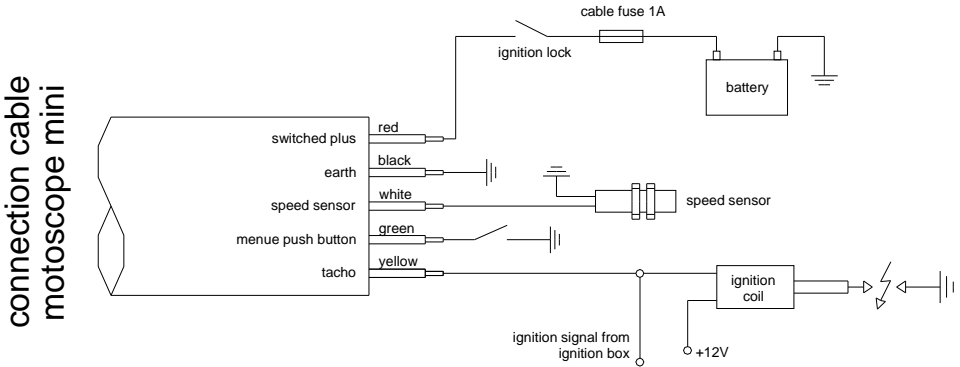 connection cable
motoscope mini
cable fuse 1A
ignition lock
battery
switched plus
red
earth
black
speed sensor
white
speed sensor
menue push button
green
tacho
yellow
ignition
coil
ignition signal from
ignition box
+12V